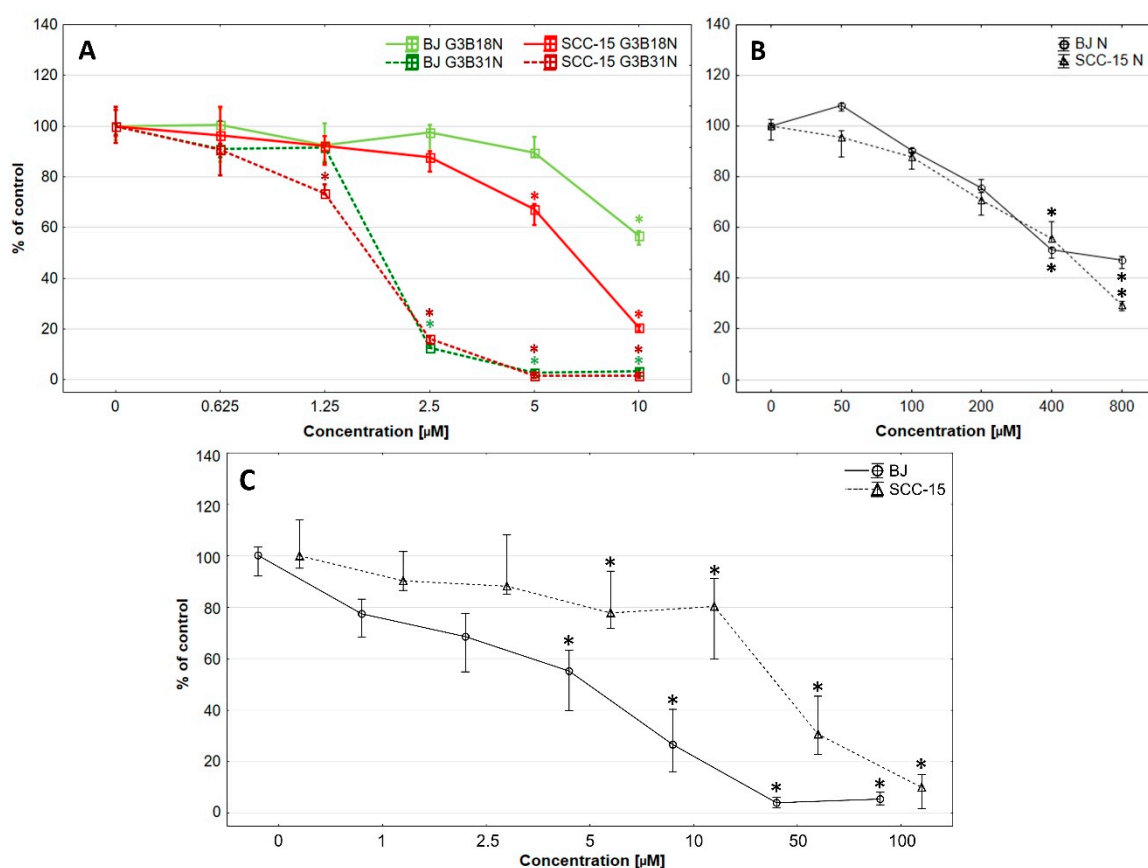 A
BJ G3B18N SCC-15 G3B18N
BJ G3B31N SCC-15 G3B31N
140
120
100
80
60
40
20
0
% of control
* * * * * * * * * *
0 0.625 1.25 2.5 5 10
Concentration [µM]
B
BJ N
SCC-15 N
140
120
100
80
60
40
20
0
% of control
* * * *
0 50 100 200 400 800
Concentration [µM]
C
BJ
SCC-15
140
120
100
80
60
40
20
0
% of control
* * * * * * * *
0 1 2.5 5 10 50 100
Concentration [µM]